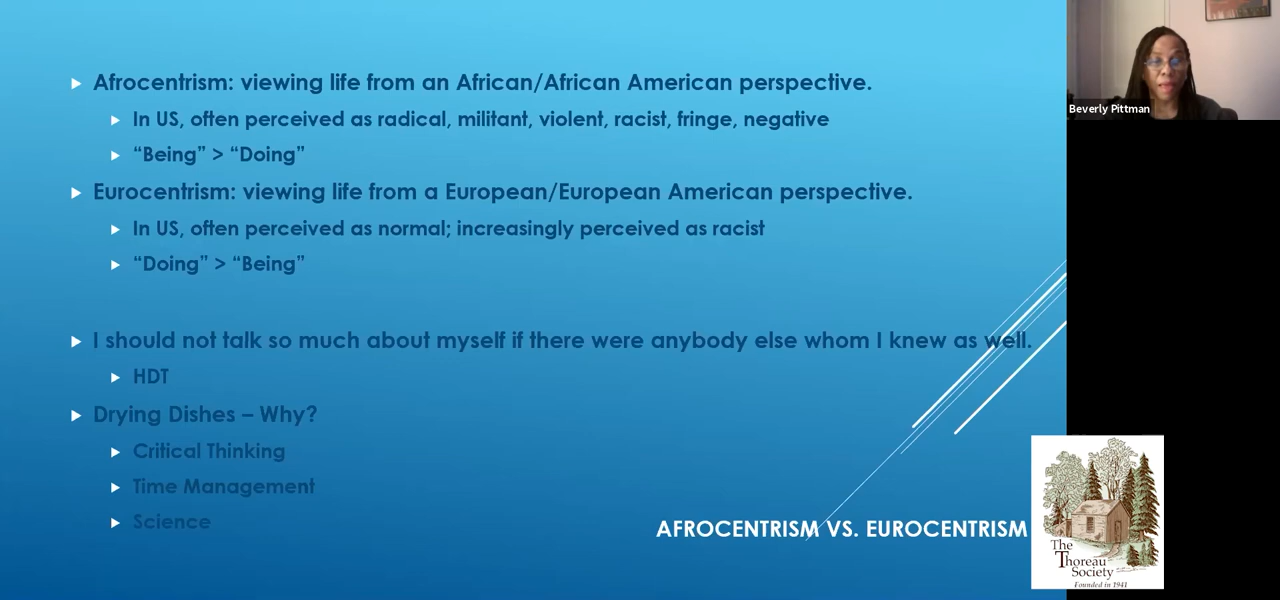 Afrocentrism: viewing life from an African/African American perspective.
In US, often perceived as radical, militant, violent, racist, fringe, negative
“Being” > “Doing”
Eurocentrism: viewing life from a European/European American perspective.
In US, often perceived as normal; increasingly perceived as racist
“Doing” > “Being”
I should not talk so much about myself if there were anybody else whom I knew as well.
HDT
Drying Dishes – Why?
Critical Thinking
Time Management
Science
AFROCENTRISM VS. EUROCENTRISM
Beverly Pittman
The
Thoreau
Society
Founded in 1941